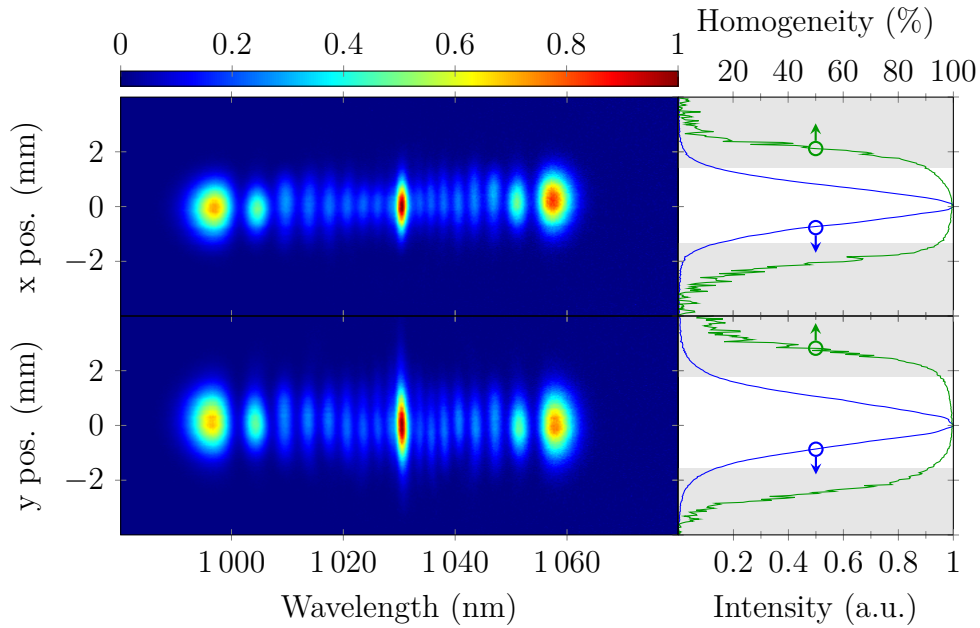 Homogeneity (%)
0 0.2 0.4 0.6 0.8 1 20 40 60 80 100
x pos. (mm)
2
0
−2
y pos. (mm)
2
0
−2
1 000 1 020 1 040 1 060 0.2 0.4 0.6 0.8 1
Wavelength (nm) Intensity (a.u.)